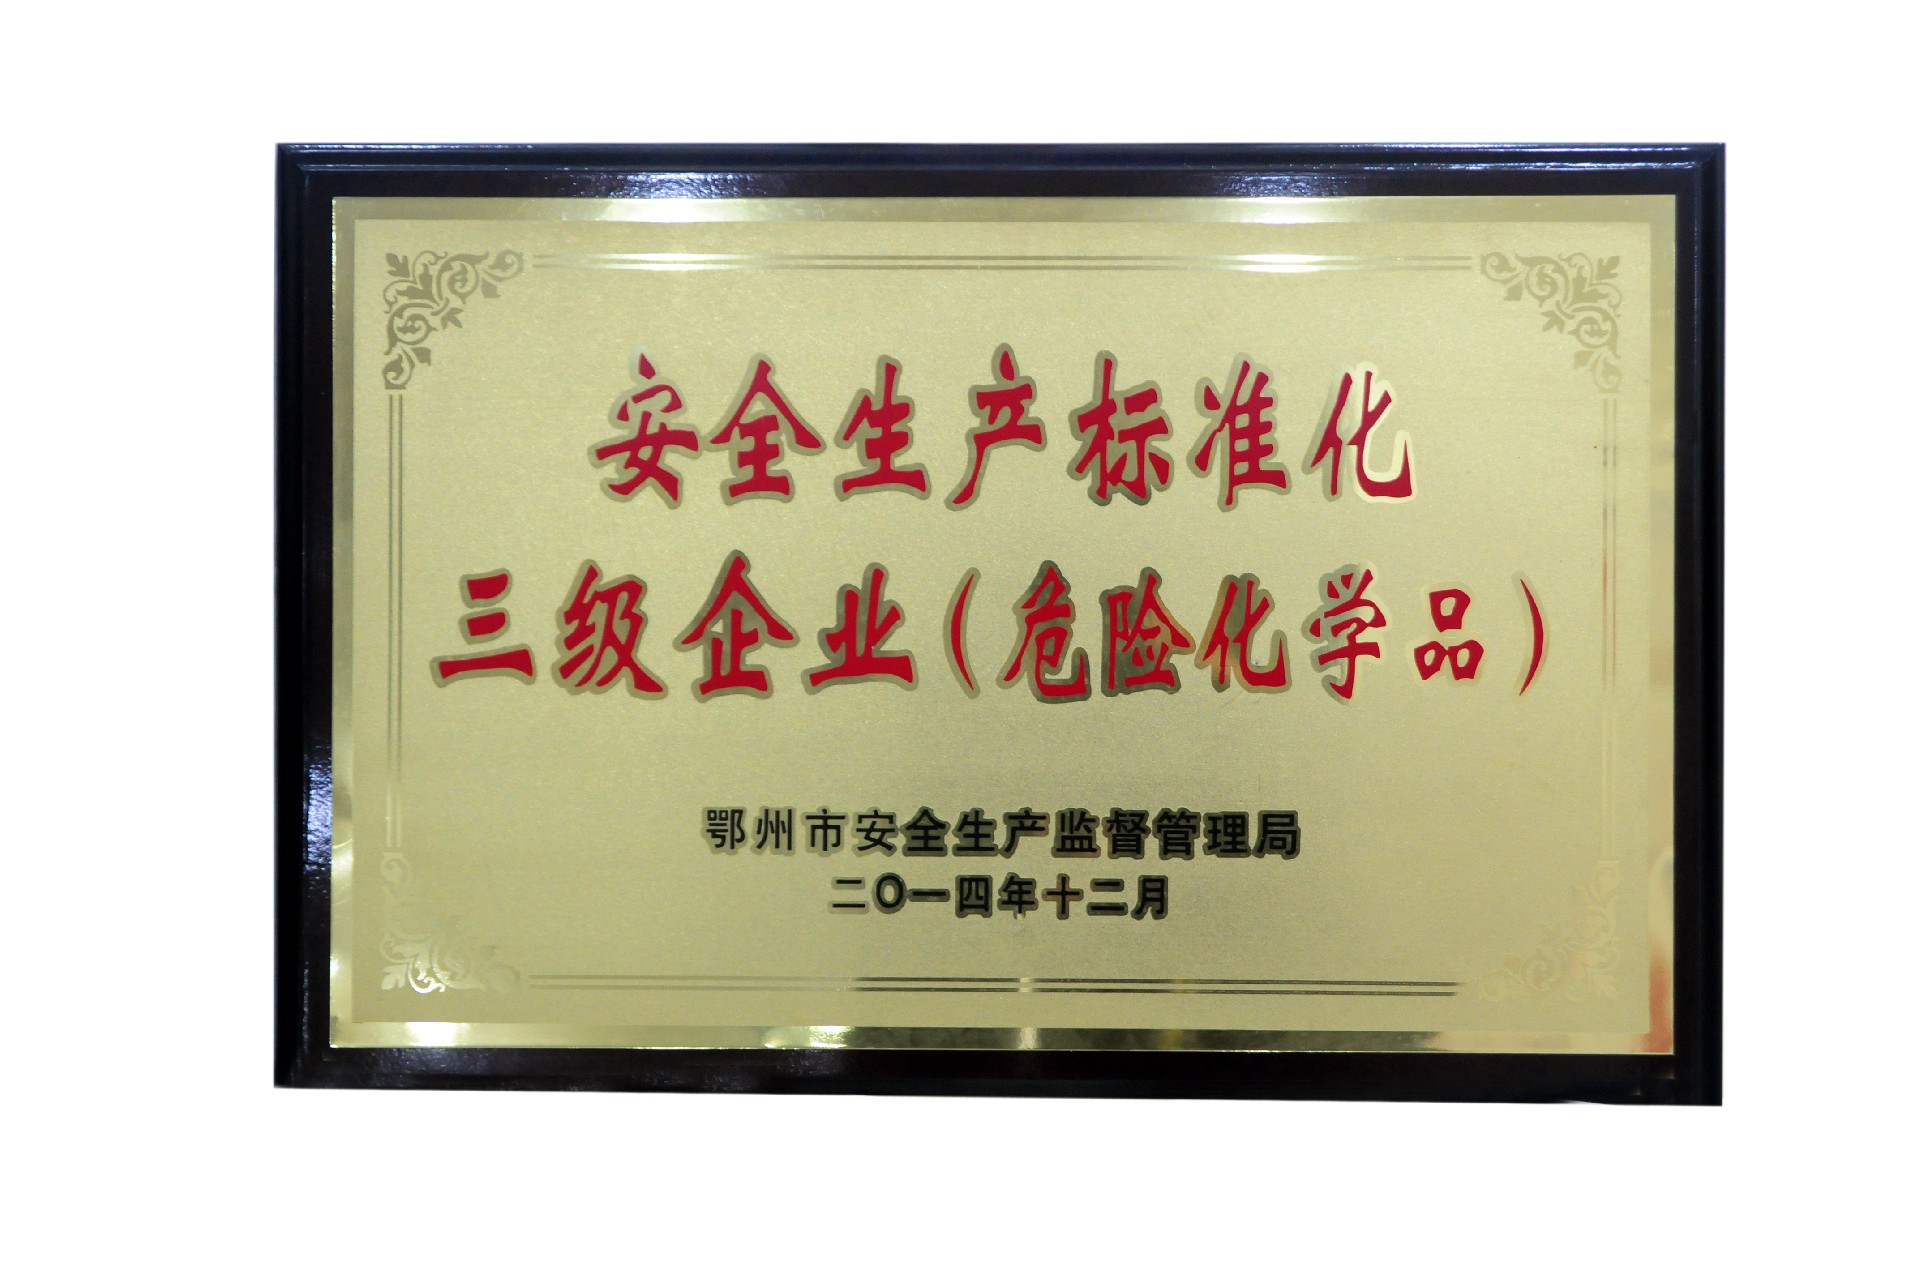 安全生产标准化
三级企业(危险化学品)
鄂州市安全生产监督管理局
二〇一四年十二月